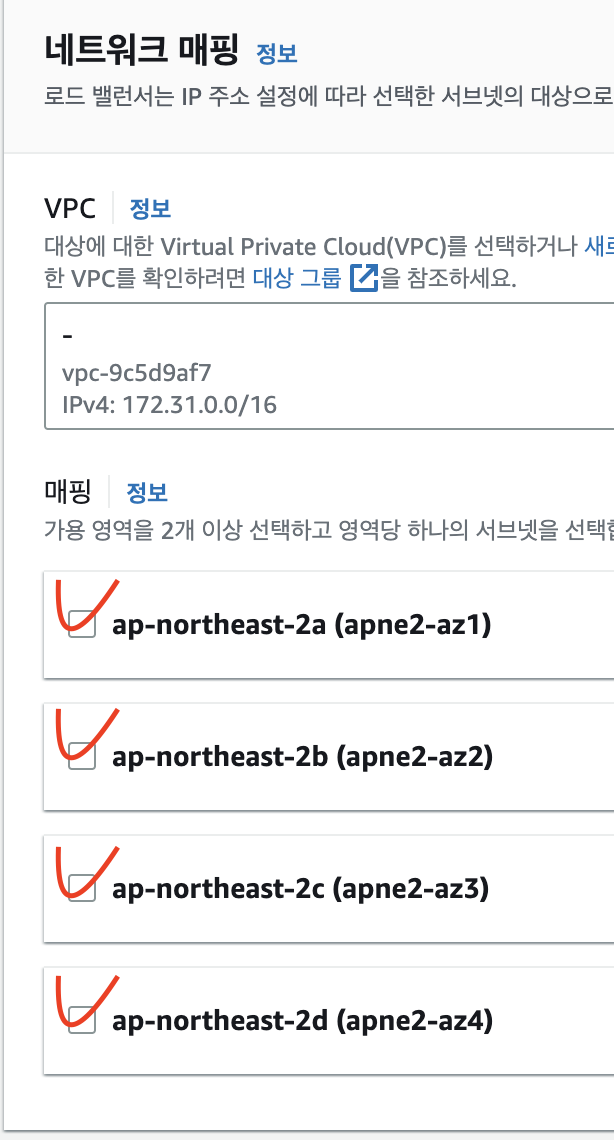 네트워크 매핑 정보
로드 밸런서는 IP 주소 설정에 따라 선택한 서브넷의 대상으로
VPC 정보
대상에 대한 Virtual Private Cloud(VPC)를 선택하거나 새로
한 VPC를 확인하려면 대상 그룹 을 참조하세요.
-
vpc-9c5d9af7
IPv4: 172.31.0.0/16
매핑 정보
가용 영역을 2개 이상 선택하고 영역당 하나의 서브넷을 선택합
ap-northeast-2a (apne2-az1)
ap-northeast-2b (apne2-az2)
ap-northeast-2c (apne2-az3)
ap-northeast-2d (apne2-az4)